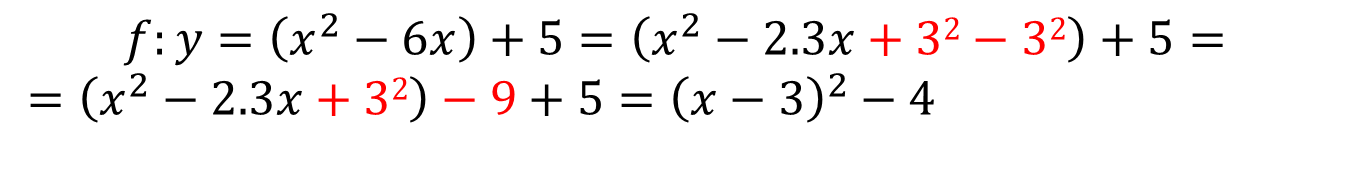 f: y = (x² − 6x) + 5 = (x² − 2.3x + 3² − 3²) + 5 =
= (x² − 2.3x + 3²) − 9 + 5 = (x − 3)² − 4